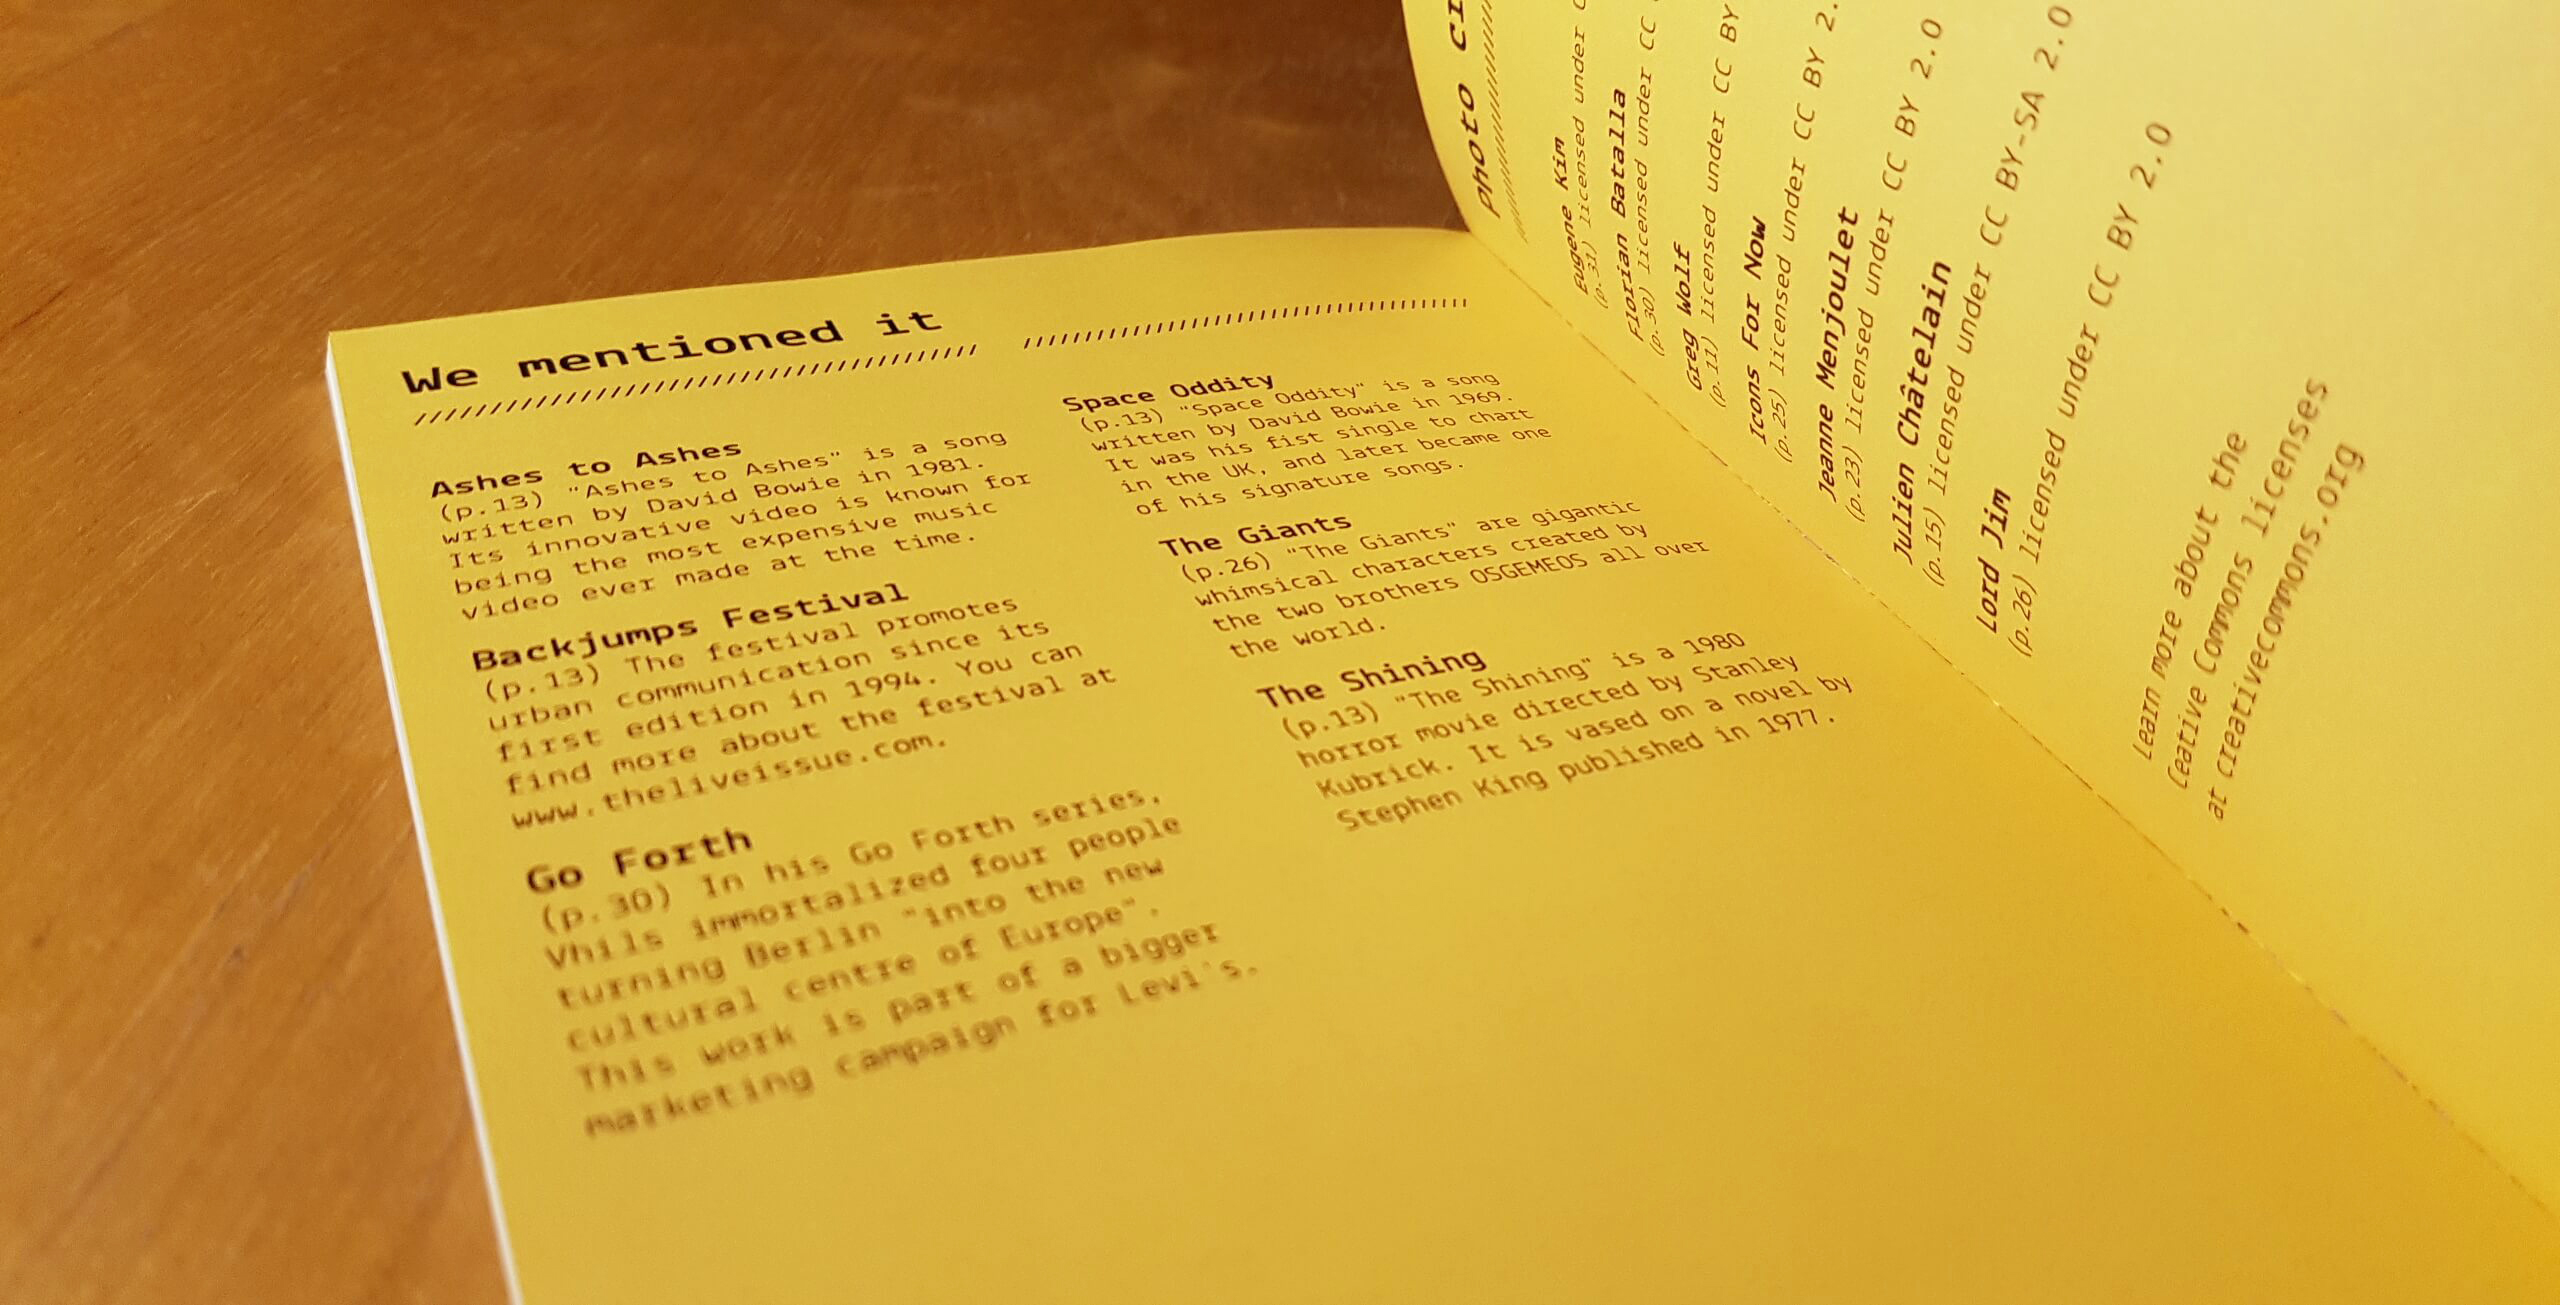 We mentioned it
Ashes to Ashes
(p.13) "Ashes to Ashes" is a song
written by David Bowie in 1981.
Its innovative video is known for
being the most expensive music
video ever made at the time.
Backjumps Festival
(p.13) The festival promotes
urban communication since its
first edition in 1994. You can
find more about the festival at
www.theliveissue.com.
Go Forth
(p.30) In his Go Forth series,
Vhils immortalized four people
turning Berlin "into the new
cultural centre of Europe".
This work is part of a bigger
marketing campaign for Levi's.
Space Oddity
(p.13) "Space Oddity" is a song
written by David Bowie in 1969.
It was his fist single to chart
in the UK, and later became one
of his signature songs.
The Giants
(p.26) "The Giants" are gigantic
whimsical characters created by
the two brothers OSGEMEOS all over
the world.
The Shining
(p.13) "The Shining" is a 1980
horror movie directed by Stanley
Kubrick. It is vased on a novel by
Stephen King published in 1977.
Photo
Eugene Kim
(p.31) licensed under
Florian Batalla
(p.30) licensed under CC
Greg Wolf
(p.11) licensed under CC BY
Icons For Now
(p.25) licensed under CC BY 2.
Jeanne Menjoulet
(p.23) licensed under CC BY 2.0
Julien Châtelain
(p.15) licensed under CC BY-SA 2.0
Lord Jim
(p.26) licensed under CC BY 2.0
Learn more about the
Ceative Commons licenses
at creativecommons.org